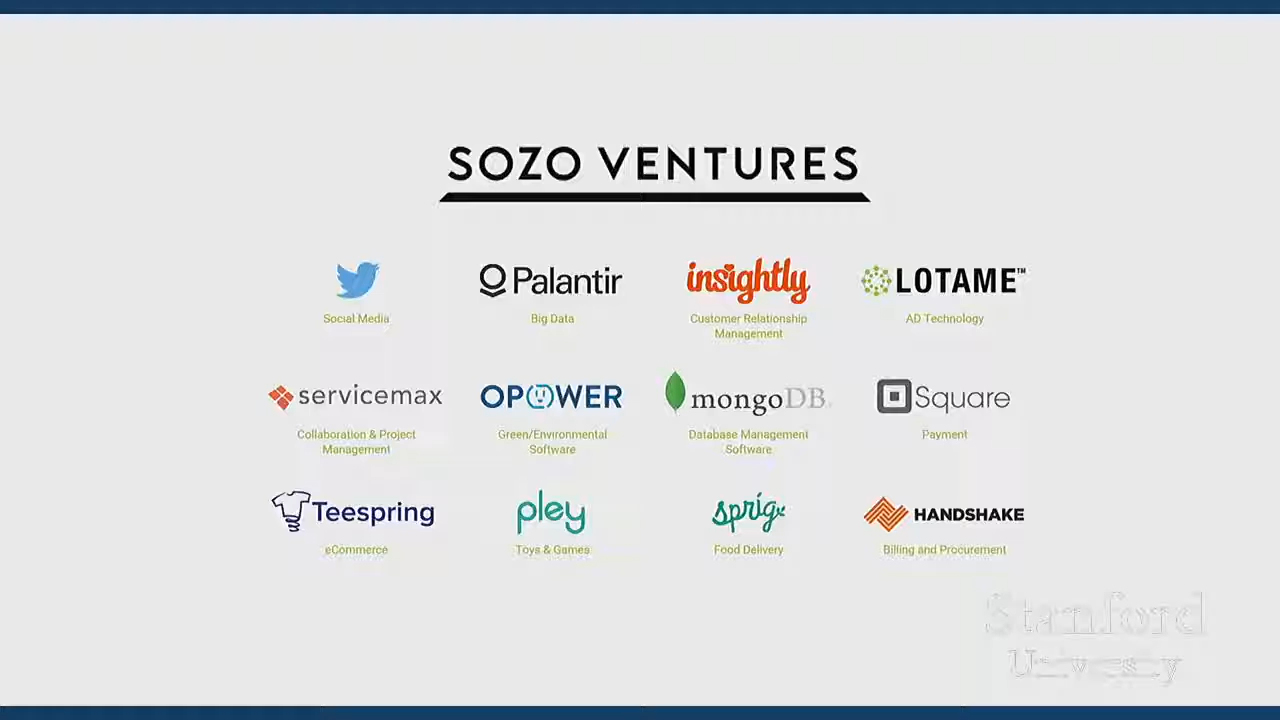 SOZO VENTURES
Palantir
insightly
LOTAME™
Social Media
Big Data
Customer Relationship
Management
AD Technology
servicemax
OPOWER
mongoDB
Square
Collaboration & Project
Management
Green/Environmental
Software
Database Management
Software
Payment
Teespring
pley
sprig
HANDSHAKE
eCommerce
Toys & Games
Food Delivery
Billing and Procurement
Stanford
University